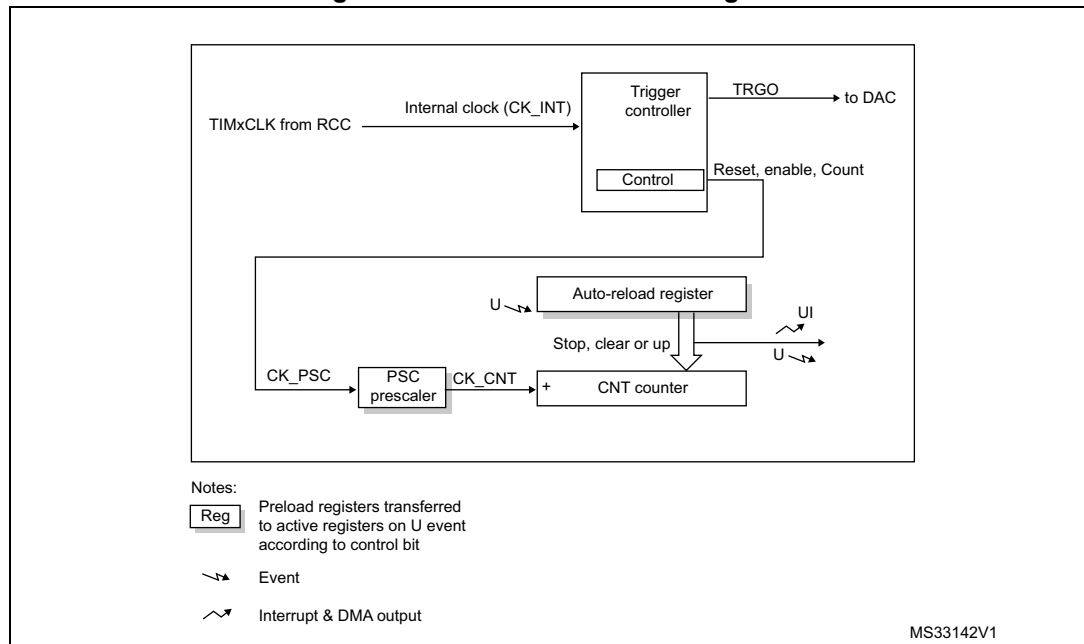 Trigger
controller
TRGO
to DAC
Internal clock (CK_INT)
TIMxCLK from RCC
Control
Reset, enable, Count
U
Auto-reload register
UI
Stop, clear or up
U
CK_PSC
PSC
prescaler
CK_CNT
+
CNT counter
Notes:
Reg
Preload registers transferred
to active registers on U event
according to control bit
Event
Interrupt & DMA output
MS33142V1